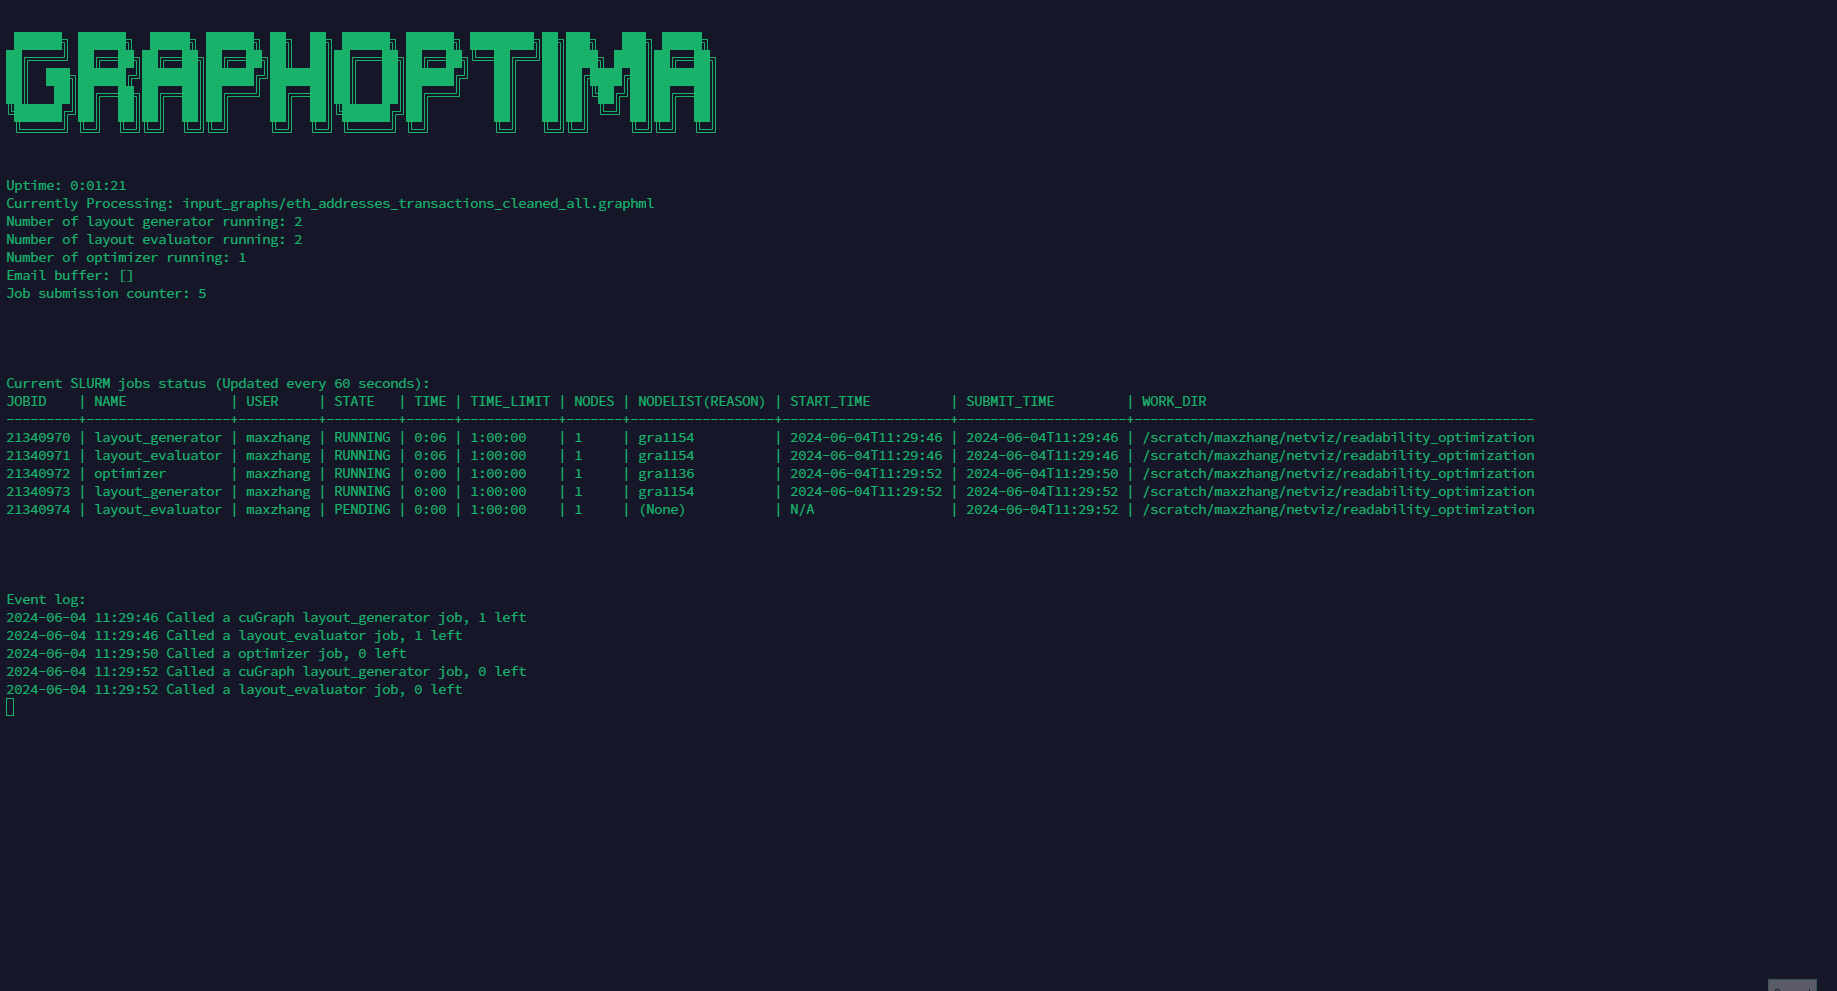 GRAPHOPTIMA
Uptime: 0:01:21
Currently Processing: input_graphs/eth_addresses_transactions_cleaned_all.graphml
Number of layout generator running: 2
Number of layout evaluator running: 2
Number of optimizer running: 1
Email buffer: []
Job submission counter: 5
Current SLURM jobs status (Updated every 60 seconds):
JOBID    | NAME             | USER     | STATE   | TIME | TIME_LIMIT | NODES | NODELIST(REASON) | START_TIME          | SUBMIT_TIME         | WORK_DIR
---------+------------------+----------+---------+------+------------+-------+------------------+---------------------+---------------------+--------------------------------------------------
21340970 | layout_generator | maxzhang | RUNNING | 0:06 | 1:00:00    | 1     | gra1154          | 2024-06-04T11:29:46 | 2024-06-04T11:29:46 | /scratch/maxzhang/netviz/readability_optimization
21340971 | layout_evaluator | maxzhang | RUNNING | 0:06 | 1:00:00    | 1     | gra1154          | 2024-06-04T11:29:46 | 2024-06-04T11:29:46 | /scratch/maxzhang/netviz/readability_optimization
21340972 | optimizer        | maxzhang | RUNNING | 0:00 | 1:00:00    | 1     | gra1136          | 2024-06-04T11:29:52 | 2024-06-04T11:29:50 | /scratch/maxzhang/netviz/readability_optimization
21340973 | layout_generator | maxzhang | RUNNING | 0:00 | 1:00:00    | 1     | gra1154          | 2024-06-04T11:29:52 | 2024-06-04T11:29:52 | /scratch/maxzhang/netviz/readability_optimization
21340974 | layout_evaluator | maxzhang | PENDING | 0:00 | 1:00:00    | 1     | (None)           | N/A                 | 2024-06-04T11:29:52 | /scratch/maxzhang/netviz/readability_optimization
Event log:
2024-06-04 11:29:46 Called a cuGraph layout_generator job, 1 left
2024-06-04 11:29:46 Called a layout_evaluator job, 1 left
2024-06-04 11:29:50 Called a optimizer job, 0 left
2024-06-04 11:29:52 Called a cuGraph layout_generator job, 0 left
2024-06-04 11:29:52 Called a layout_evaluator job, 0 left